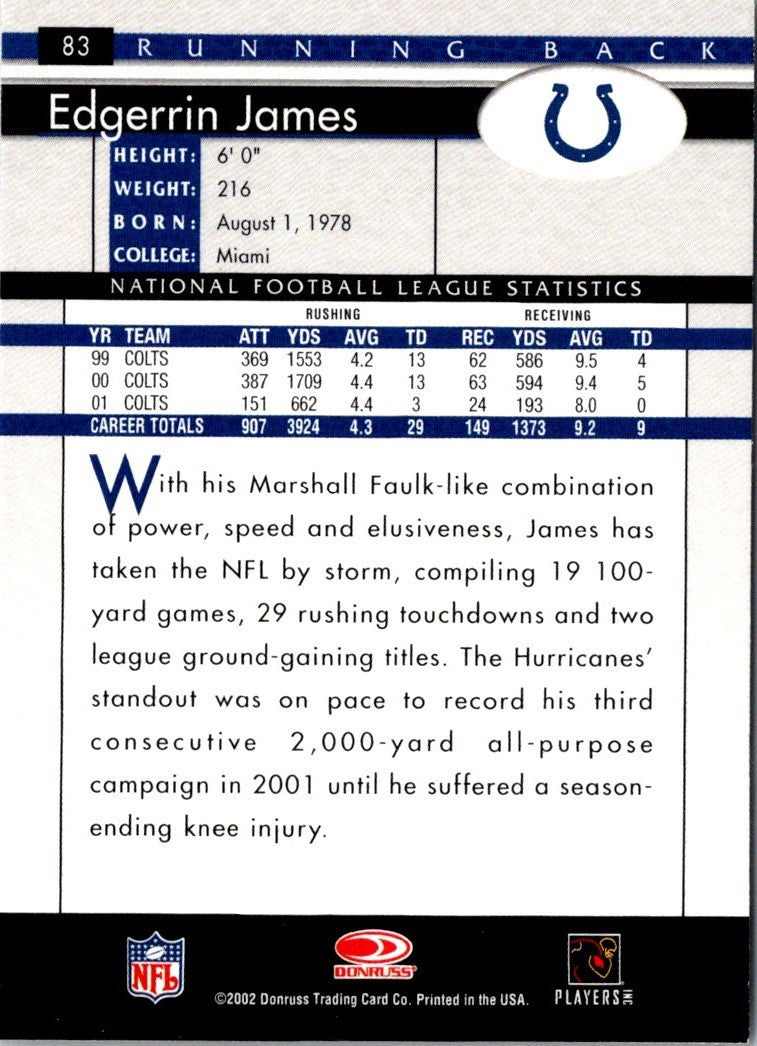 83 RUNNING BACK
Edgerrin James
HEIGHT: 6' 0"
WEIGHT: 216
BORN: August 1, 1978
COLLEGE: Miami
NATIONAL FOOTBALL LEAGUE STATISTICS
RUSHING RECEIVING
YR TEAM ATT YDS AVG TD REC YDS AVG TD
99 COLTS 369 1553 4.2 13 62 586 9.5 4
00 COLTS 387 1709 4.4 13 63 594 9.4 5
01 COLTS 151 662 4.4 3 24 193 8.0 0
CAREER TOTALS 907 3924 4.3 29 149 1373 9.2 9
With his Marshall Faulk-like combination
of power, speed and elusiveness, James has
taken the NFL by storm, compiling 19 100-
yard games, 29 rushing touchdowns and two
league ground-gaining titles. The Hurricanes'
standout was on pace to record his third
consecutive 2,000-yard all-purpose
campaign in 2001 until he suffered a season-
ending knee injury.
NFL
DONRUSS
©2002 Donruss Trading Card Co. Printed in the USA.
PLAYERS INC